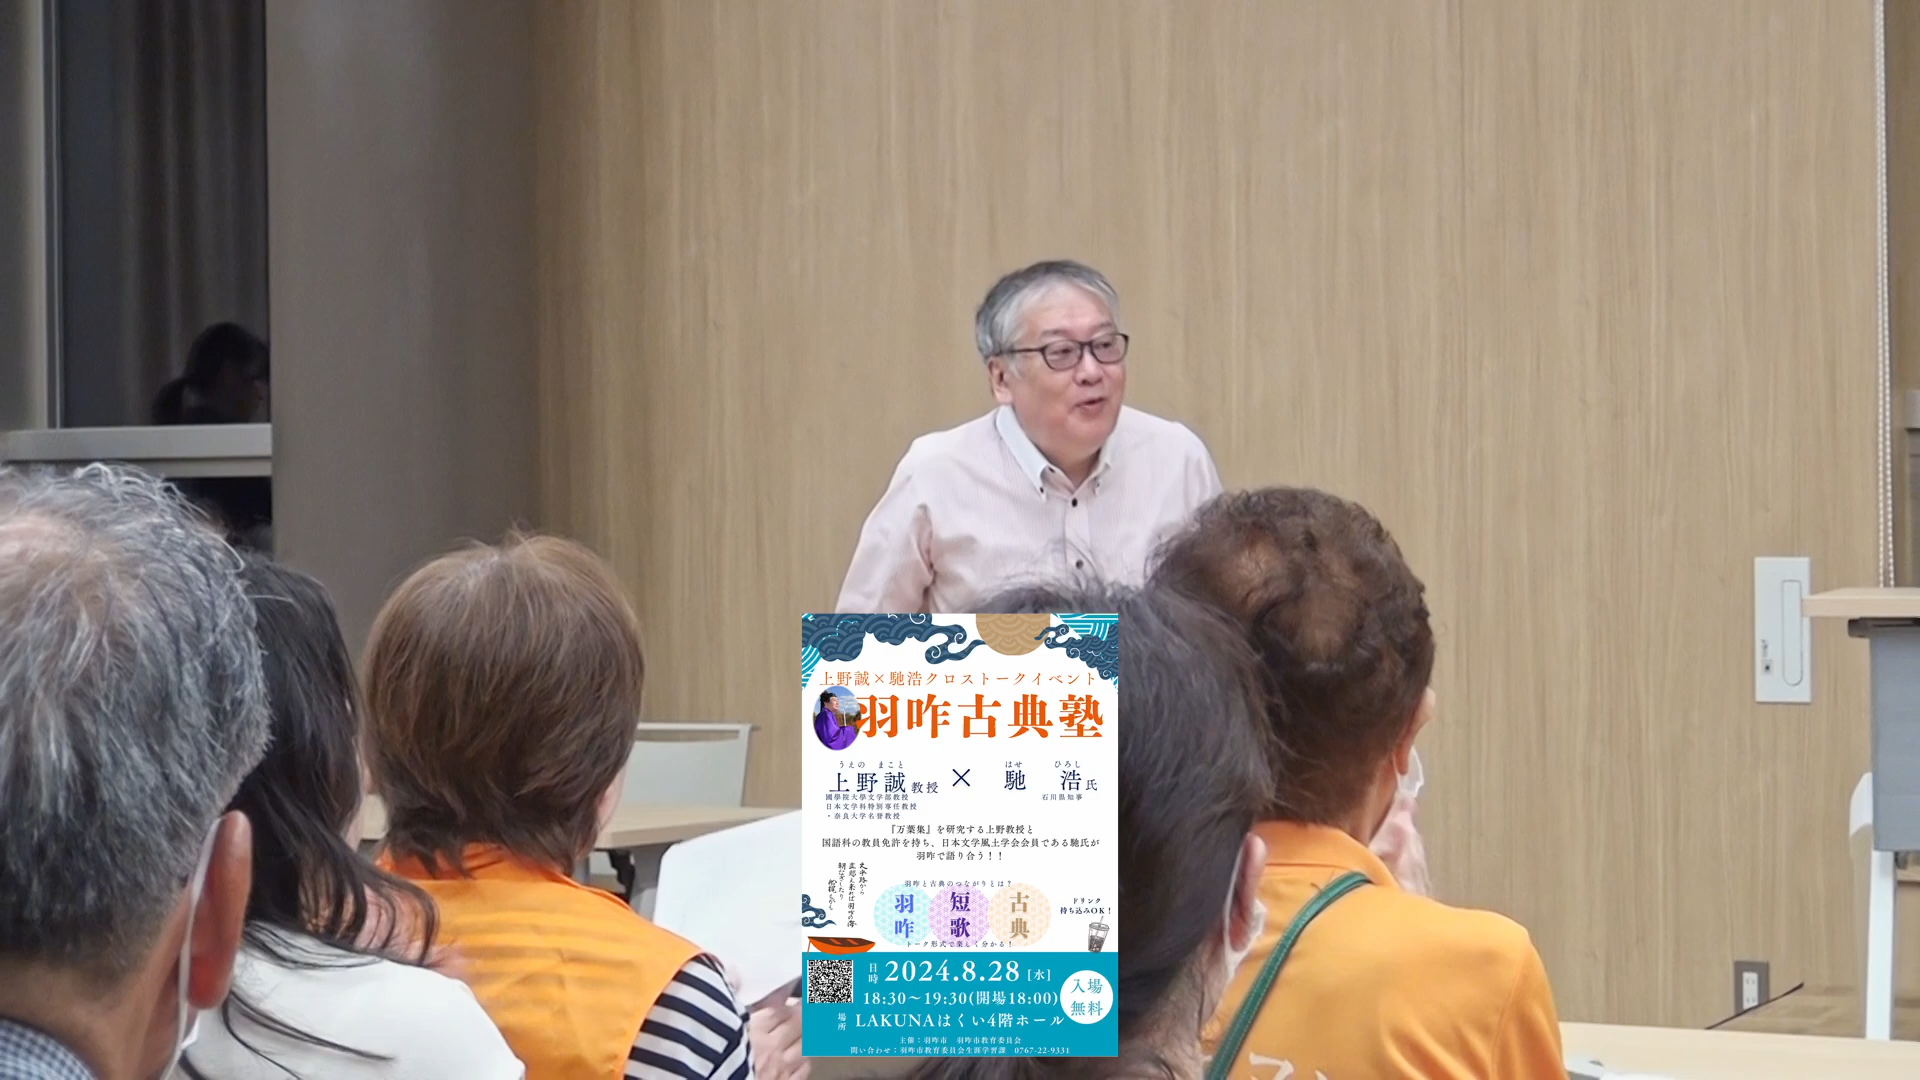 上野誠×馳浩クロストークイベント
羽咋古典塾
うえの まこと
上野誠教授
國學院大學文学部教授
日本文学科特別専任教授
・奈良大学名誉教授
×
はせ ひろし
馳 浩氏
石川県知事
『万葉集』を研究する上野教授と
国語科の教員免許を持ち、日本文学風土学会会員である馳氏が
羽咋で語り合う!!
羽咋と古典のつながりとは?
羽咋
短歌
古典
トーク形式で楽しく分かる!
ドリンク
持ち込みOK!
日時 2024.8.28 [水]
18:30〜19:30(開場18:00)
入場
無料
場所 LAKUNAはくい4階ホール
主催:羽咋市 羽咋市教育委員会
問い合わせ:羽咋市教育委員会生涯学習課 0767-22-9331